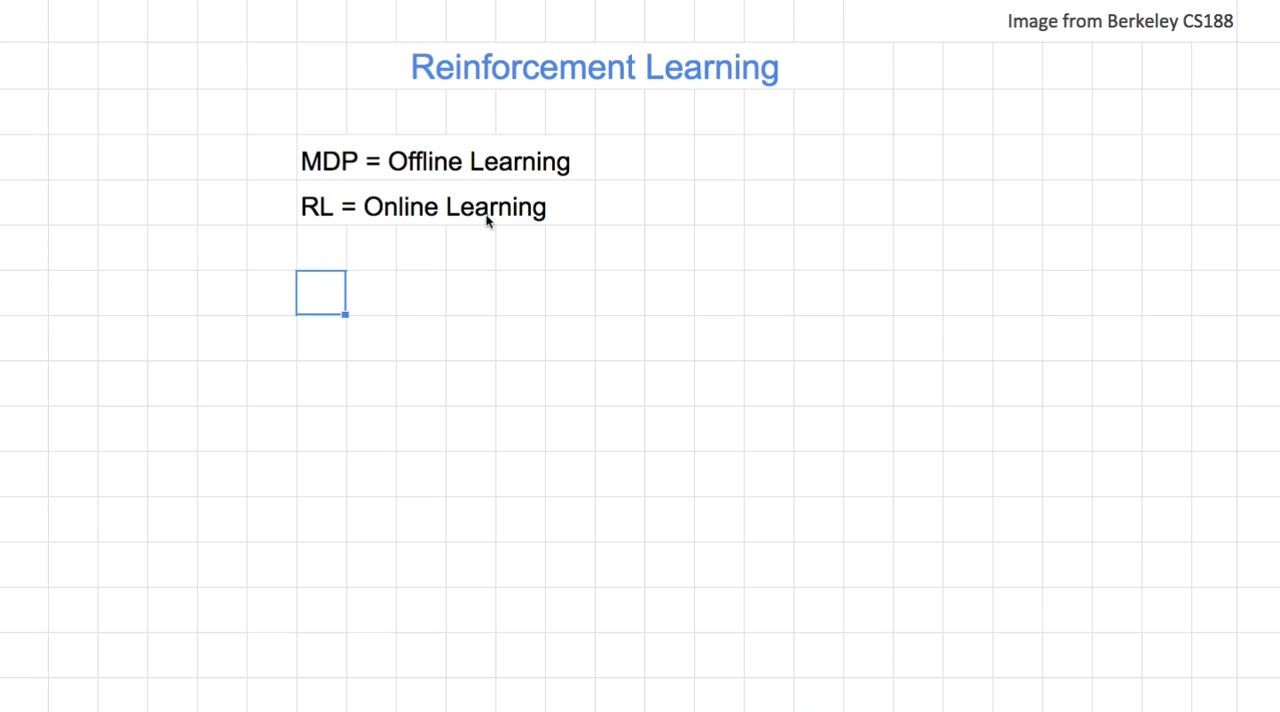 Image from Berkeley CS188
Reinforcement Learning
MDP = Offline Learning
RL = Online Learning